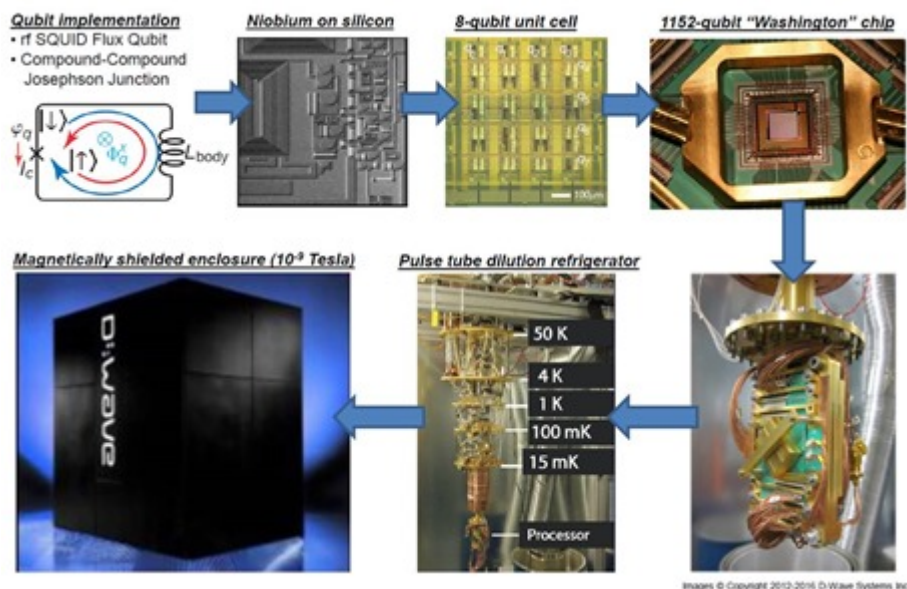 Qubit implementation
• rf SQUID Flux Qubit
• Compound-Compound
Josephson Junction
φq
Ic
|↓⟩
|↑⟩
⊗
Φqx
Lbody
Niobium on silicon
8-qubit unit cell
100μm
1152-qubit “Washington” chip
Magnetically shielded enclosure (10-9 Tesla)
D:wave
Pulse tube dilution refrigerator
50 K
4 K
1 K
100 mK
15 mK
Processor
Images © Copyright 2012-2016 D-Wave Systems Inc